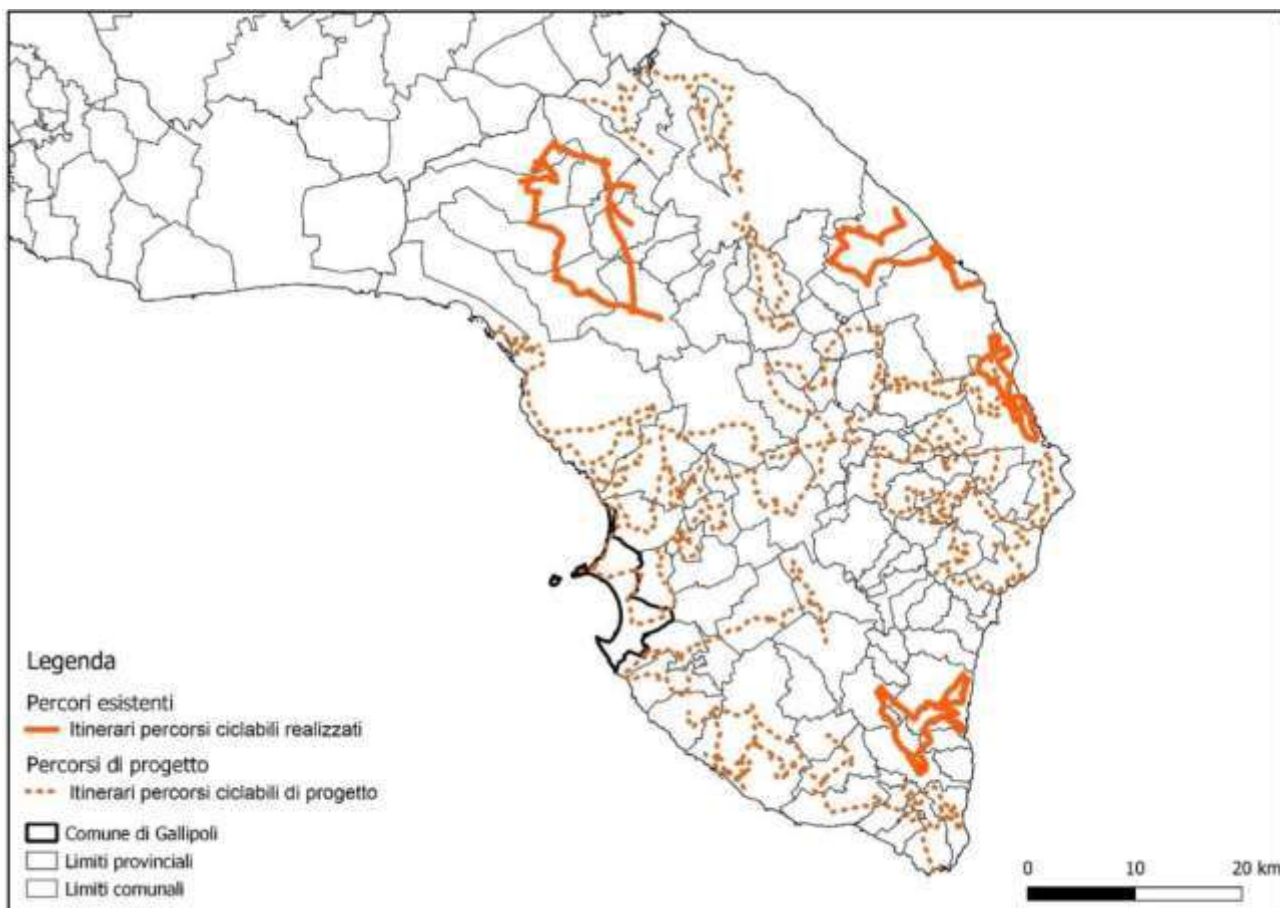 Legenda
Percori esistenti
Itinerari percorsi ciclabili realizzati
Percorsi di progetto
Itinerari percorsi ciclabili di progetto
Comune di Gallipoli
Limiti provinciali
Limiti comunali
0 10 20 km